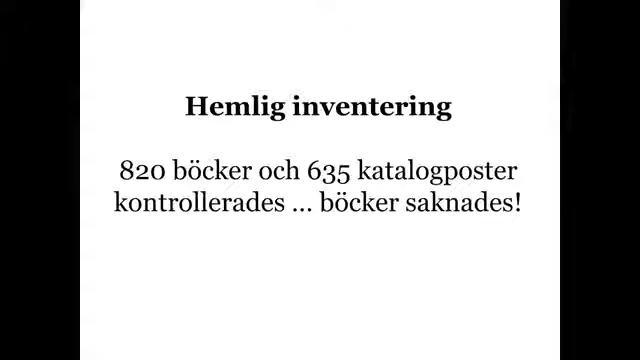 Hemlig inventering
820 böcker och 635 katalogposter
kontrollerades ... böcker saknades!